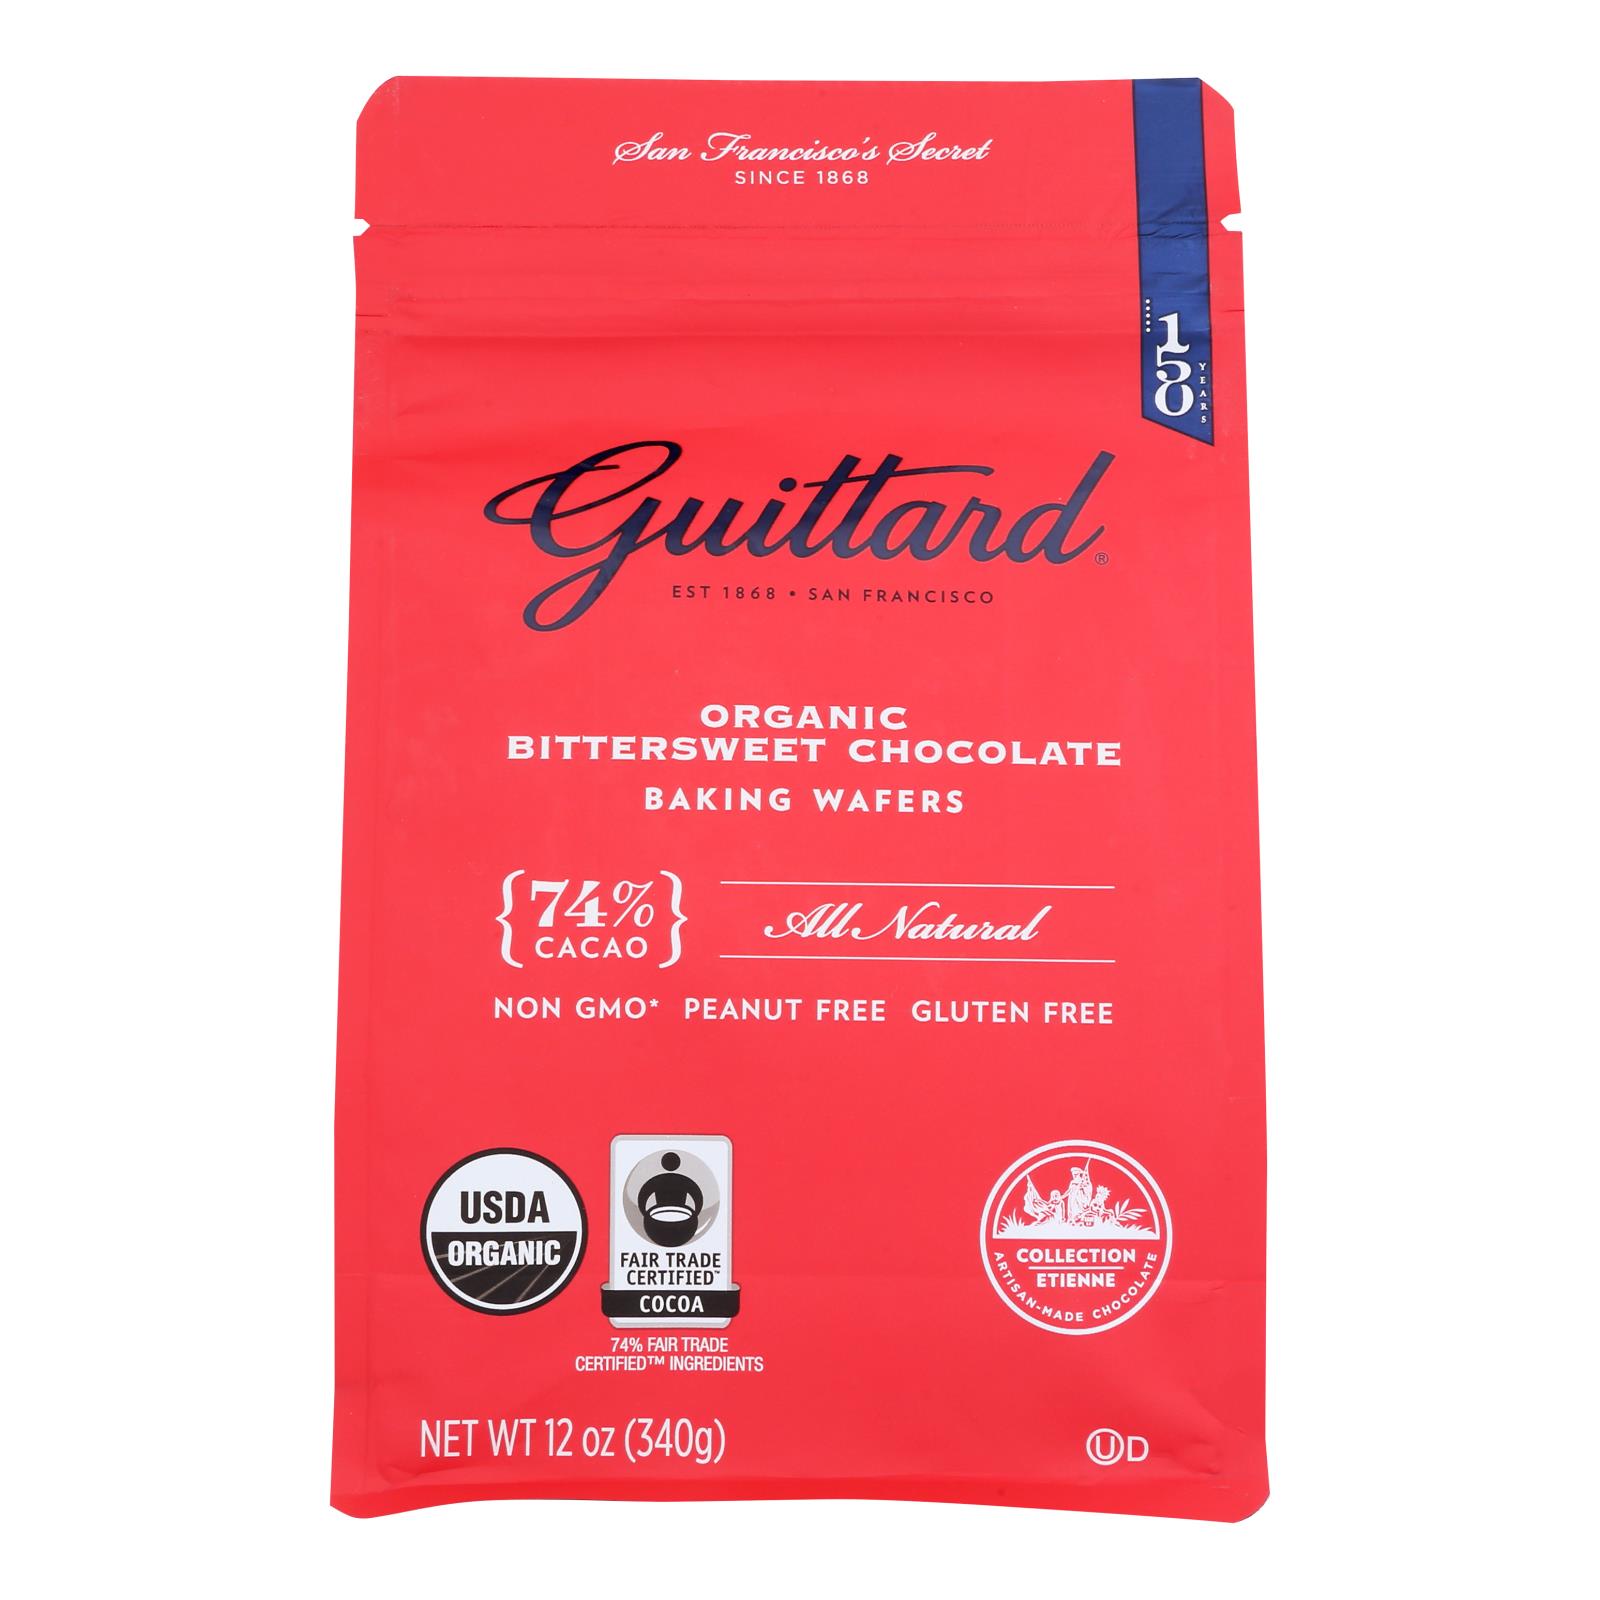 San Francisco's Secret
SINCE 1868
150
YEARS
Guittard®
EST 1868 • SAN FRANCISCO
ORGANIC
BITTERSWEET CHOCOLATE
BAKING WAFERS
{74%
CACAO}
All Natural
NON GMO* PEANUT FREE GLUTEN FREE
USDA
ORGANIC
FAIR TRADE
CERTIFIED™
COCOA
74% FAIR TRADE
CERTIFIED™ INGREDIENTS
COLLECTION
ETIENNE
ARTISAN-MADE CHOCOLATE
NET WT 12 oz (340g)
ⓊD